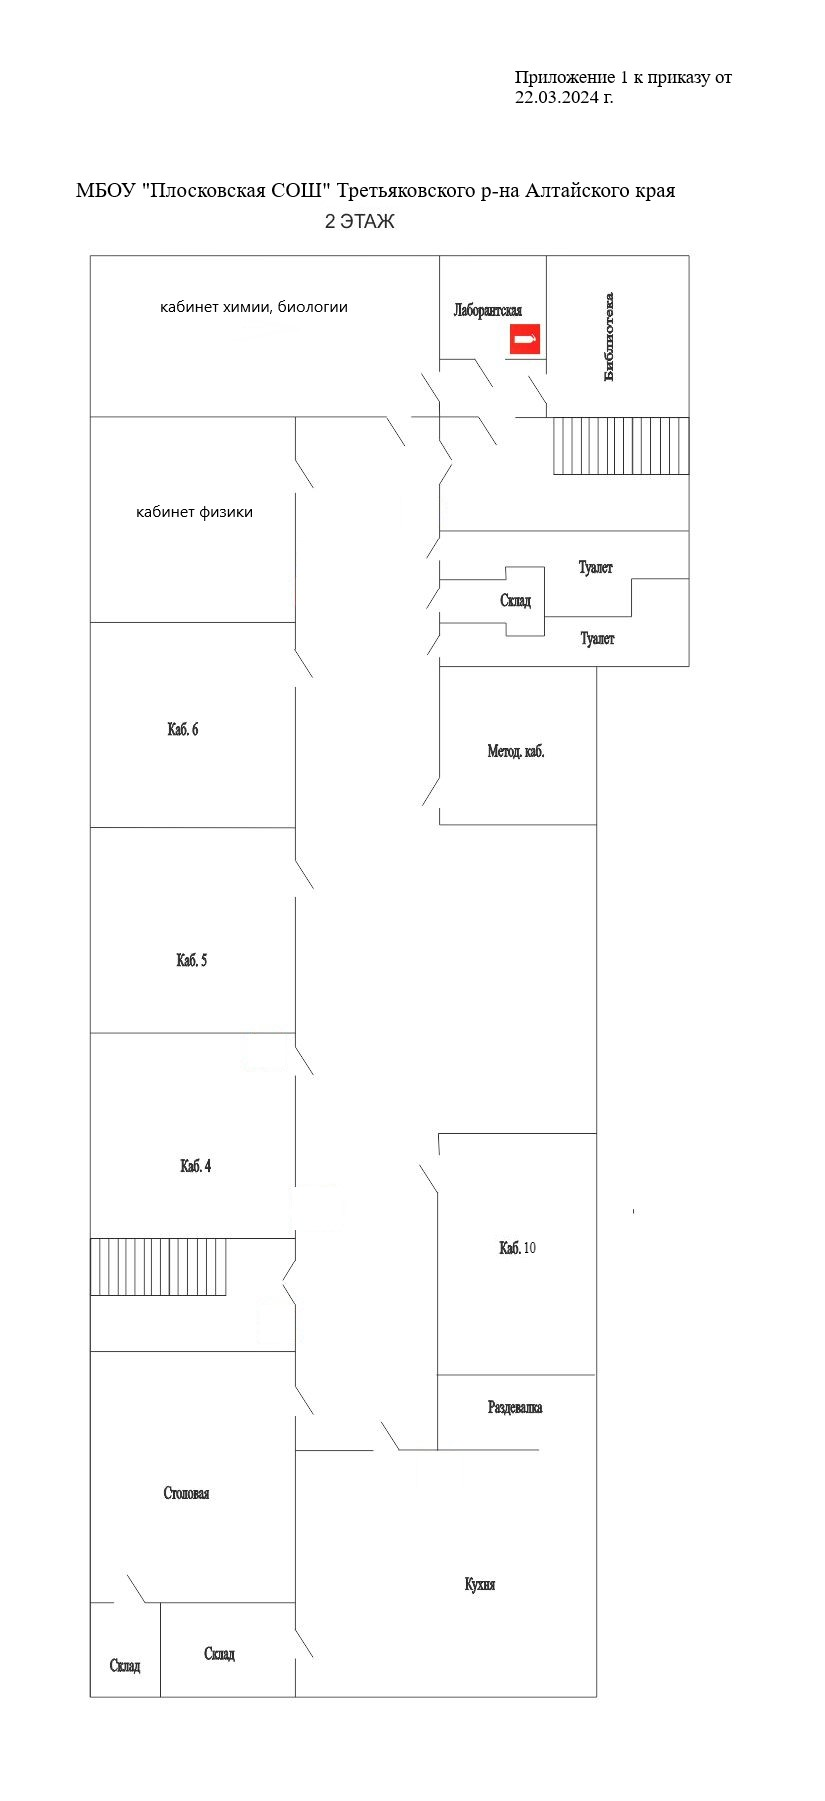 Приложение 1 к приказу от
22.03.2024 г.
МБОУ "Плосковская СОШ" Третьяковского р-на Алтайского края
2 ЭТАЖ
кабинет химии, биологии
Лаборантская
Библиотека
кабинет физики
Туалет
Склад
Туалет
Каб. 6
Метод. каб.
Каб. 5
Каб. 4
Каб. 10
Раздевалка
Столовая
Кухня
Склад
Склад